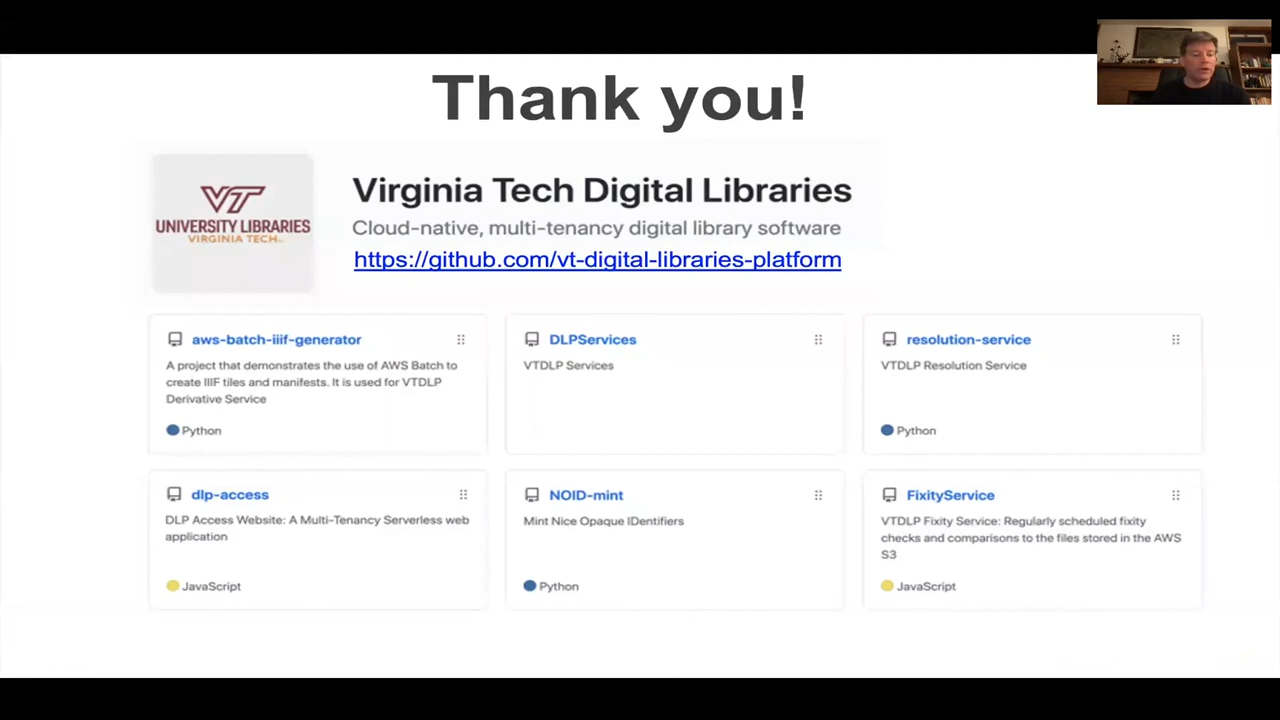 Thank you!
VT
UNIVERSITY LIBRARIES
VIRGINIA TECH
Virginia Tech Digital Libraries
Cloud-native, multi-tenancy digital library software
https://github.com/vt-digital-libraries-platform
aws-batch-iiif-generator
A project that demonstrates the use of AWS Batch to
create IIIF tiles and manifests. It is used for VTDLP
Derivative Service
Python
DLPServices
VTDLP Services
resolution-service
VTDLP Resolution Service
Python
dlp-access
DLP Access Website: A Multi-Tenancy Serverless web
application
JavaScript
NOID-mint
Mint Nice Opaque IDentifiers
Python
FixityService
VTDLP Fixity Service: Regularly scheduled fixity
checks and comparisons to the files stored in the AWS
S3
JavaScript